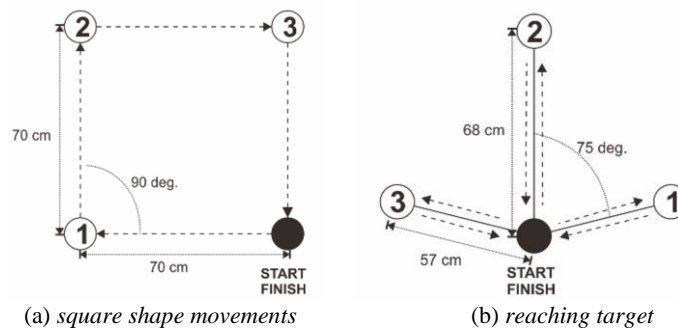 2
3
70 cm
90 deg.
1
70 cm
START
FINISH
(a) square shape movements
2
68 cm
75 deg.
3
1
57 cm
START
FINISH
(b) reaching target